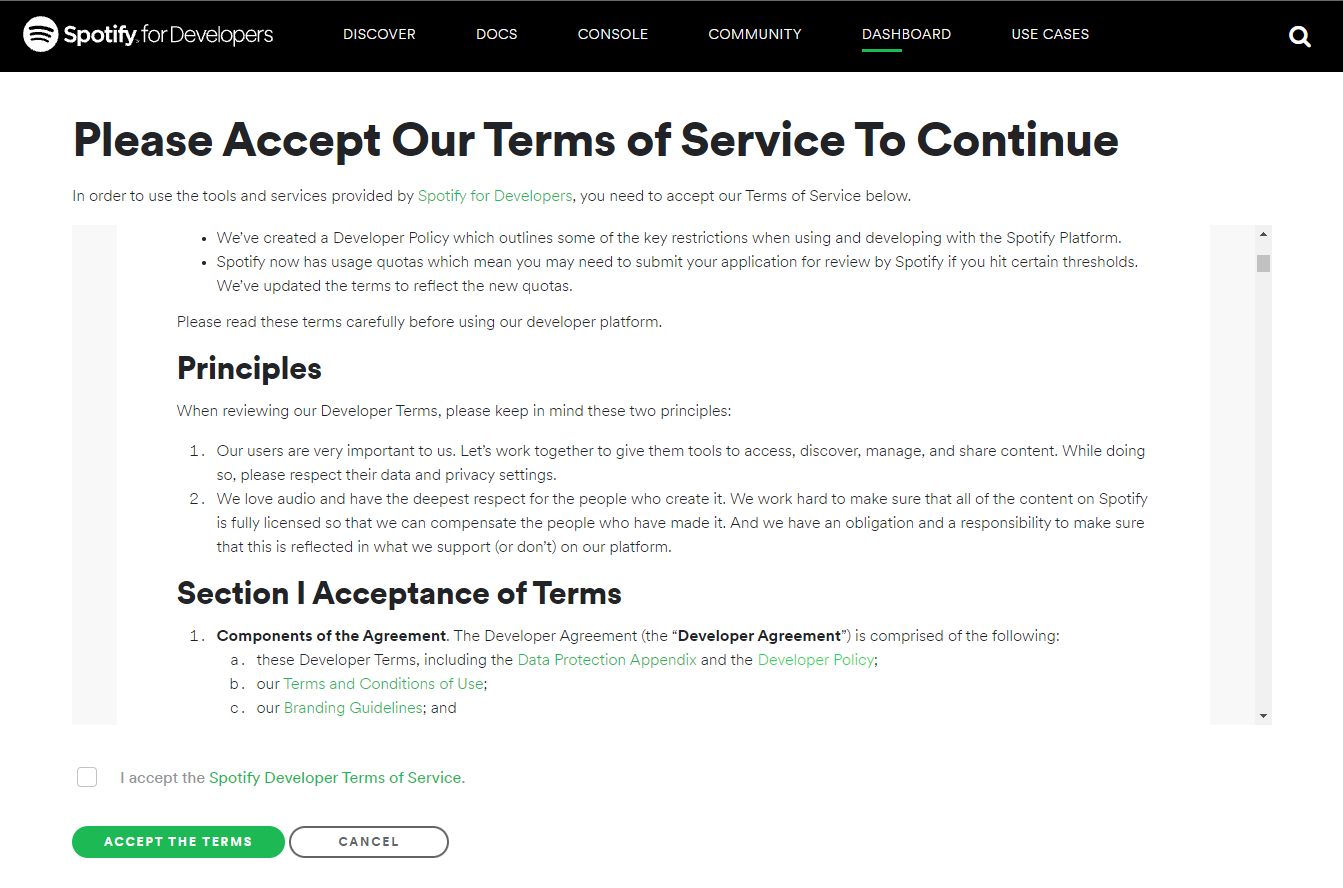 Spotify for Developers
DISCOVER
DOCS
CONSOLE
COMMUNITY
DASHBOARD
USE CASES
Please Accept Our Terms of Service To Continue
In order to use the tools and services provided by Spotify for Developers, you need to accept our Terms of Service below.
• We’ve created a Developer Policy which outlines some of the key restrictions when using and developing with the Spotify Platform.
• Spotify now has usage quotas which mean you may need to submit your application for review by Spotify if you hit certain thresholds.
We’ve updated the terms to reflect the new quotas.
Please read these terms carefully before using our developer platform.
Principles
When reviewing our Developer Terms, please keep in mind these two principles:
1. Our users are very important to us. Let’s work together to give them tools to access, discover, manage, and share content. While doing
so, please respect their data and privacy settings.
2. We love audio and have the deepest respect for the people who create it. We work hard to make sure that all of the content on Spotify
is fully licensed so that we can compensate the people who have made it. And we have an obligation and a responsibility to make sure
that this is reflected in what we support (or don’t) on our platform.
Section I Acceptance of Terms
1. Components of the Agreement. The Developer Agreement (the “Developer Agreement”) is comprised of the following:
a. these Developer Terms, including the Data Protection Appendix and the Developer Policy;
b. our Terms and Conditions of Use;
c. our Branding Guidelines; and
I accept the Spotify Developer Terms of Service.
ACCEPT THE TERMS
CANCEL